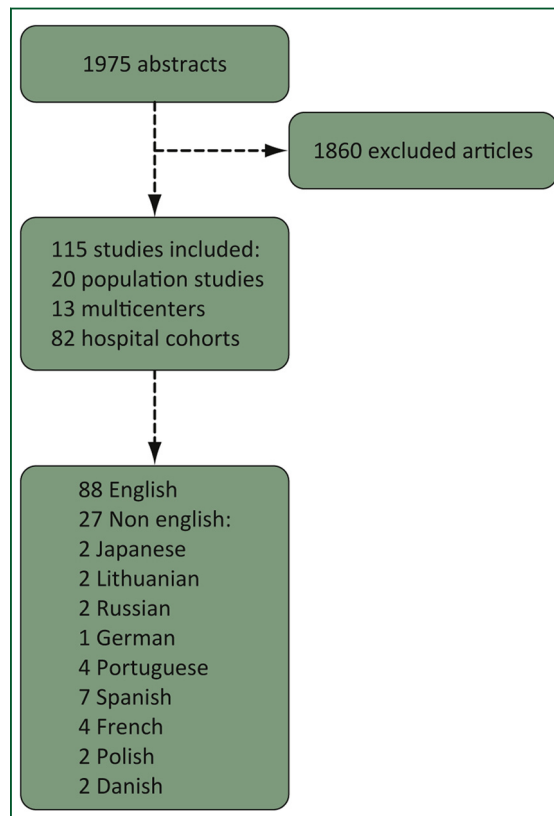 1975 abstracts
1860 excluded articles
115 studies included:
20 population studies
13 multicenters
82 hospital cohorts
88 English
27 Non english:
2 Japanese
2 Lithuanian
2 Russian
1 German
4 Portuguese
7 Spanish
4 French
2 Polish
2 Danish